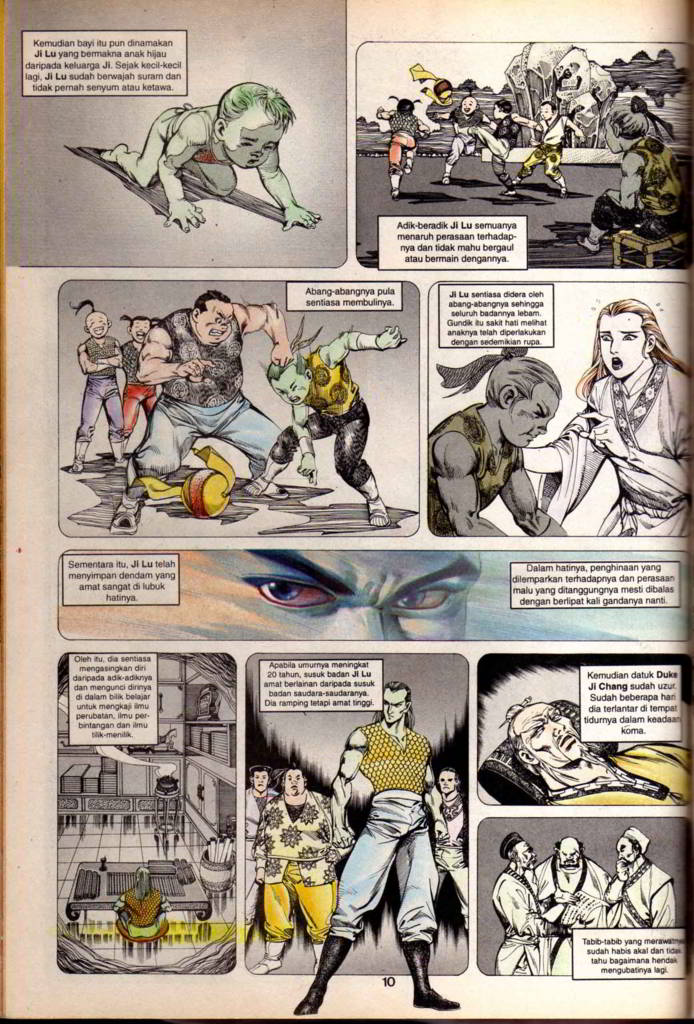 Kemudian bayi itu pun dinamakan
Ji Lu yang bermakna anak hijau
daripada keluarga Ji. Sejak kecil-kecil
lagi, Ji Lu sudah berwajah suram dan
tidak pernah senyum atau ketawa.
Adik-beradik Ji Lu semuanya
menaruh perasaan terhadap-
nya dan tidak mahu bergaul
atau bermain dengannya.
Abang-abangnya pula
sentiasa membulinya.
Ji Lu sentiasa didera oleh
abang-abangnya sehingga
seluruh badannya lebam.
Gundik itu sakit hati melihat
anaknya telah diperlakukan
dengan sedemikian rupa.
Sementara itu, Ji Lu telah
menyimpan dendam yang
amat sangat di lubuk
hatinya.
Dalam hatinya, penghinaan yang
dilemparkan terhadapnya dan perasaan
malu yang ditanggungnya mesti dibalas
dengan berlipat kali gandanya nanti.
Oleh itu, dia sentiasa
mengasingkan diri
daripada adik-adiknya
dan mengunci dirinya
di dalam bilik belajar
untuk mengkaji ilmu
perubatan, ilmu per-
bintangan dan ilmu
tilik-menilik.
Apabila umurnya meningkat
20 tahun, susuk badan Ji Lu
amat berlainan daripada susuk
badan saudara-saudaranya.
Dia ramping tetapi amat tinggi.
Kemudian datuk Duke
Ji Chang sudah uzur.
Sudah beberapa hari
dia terlantar di tempat
tidurnya dalam keadaan
koma.
Tabib-tabib yang merawatnya
sudah habis akal dan tidak
tahu bagaimana hendak
mengubatinya lagi.
10